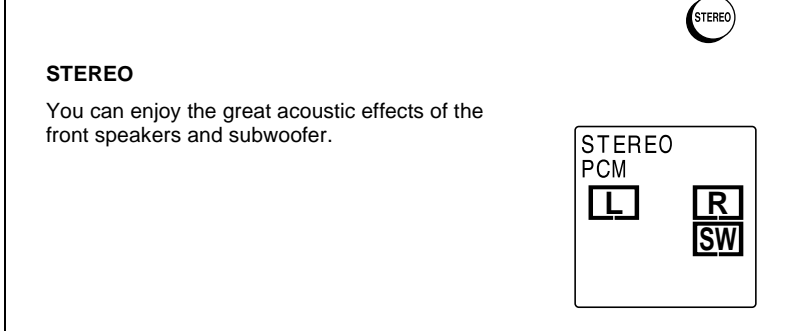 STEREO
STEREO
You can enjoy the great acoustic effects of the
front speakers and subwoofer.
STEREO
PCM
L R
SW